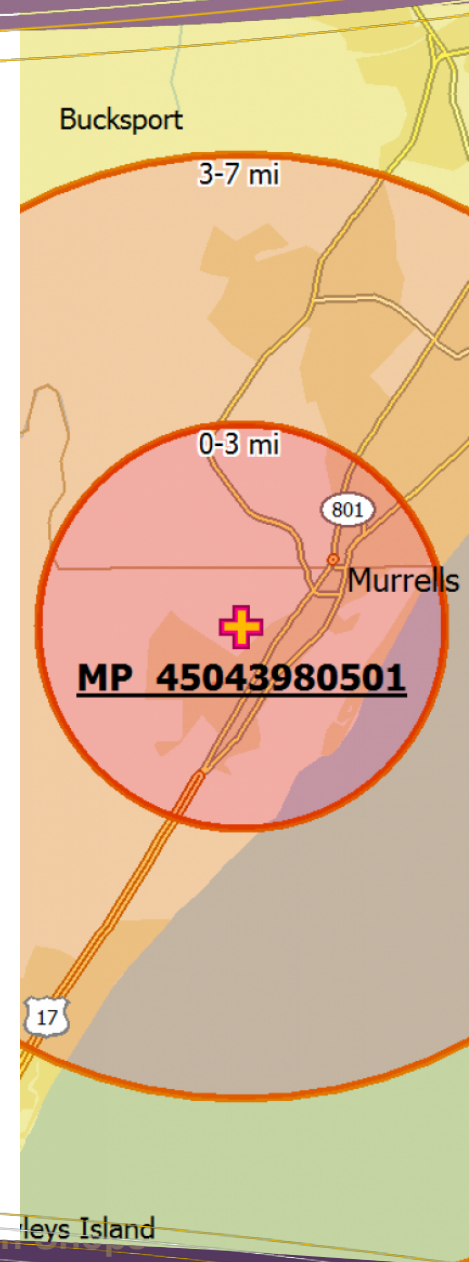 Bucksport
3-7 mi
0-3 mi
801
Murrells
MP 45043980501
17
leys Island